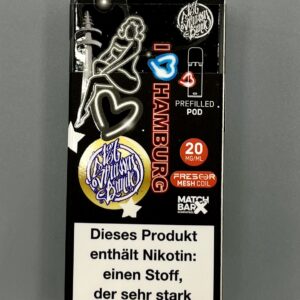 I
HAMBURG
PREFILLED
POD
20
MG/ML
FRESOR
MESH COIL
MATCH
BAR X
Dieses Produkt
enthält Nikotin:
einen Stoff,
der sehr stark